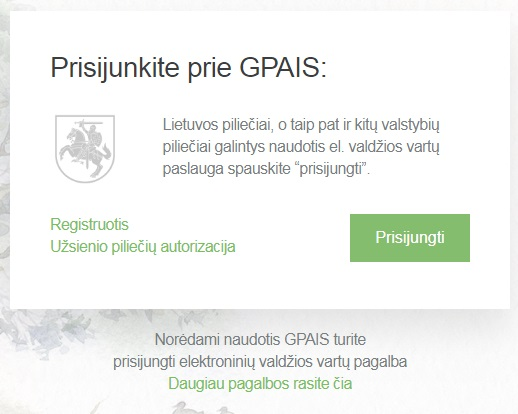 Prisijunkite prie GPAIS:
Lietuvos piliečiai, o taip pat ir kitų valstybių
piliečiai galintys naudotis el. valdžios vartų
paslauga spauskite “prisijungti”.
Registruotis
Užsienio piliečių autorizacija
Prisijungti
Norėdami naudotis GPAIS turite
prisijungti elektroninių valdžios vartų pagalba
Daugiau pagalbos rasite čia